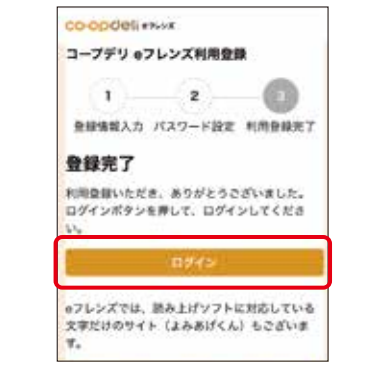 co·opdeli eフレンズ
コープデリ eフレンズ利用登録
1 2 3
登録情報入力 パスワード設定 利用登録完了
登録完了
利用登録いただき、ありがとうございました。
ログインボタンを押して、ログインしてくださ
い。
ログイン
eフレンズでは、読み上げソフトに対応している
文字だけのサイト（よみあげくん）もございま
す。